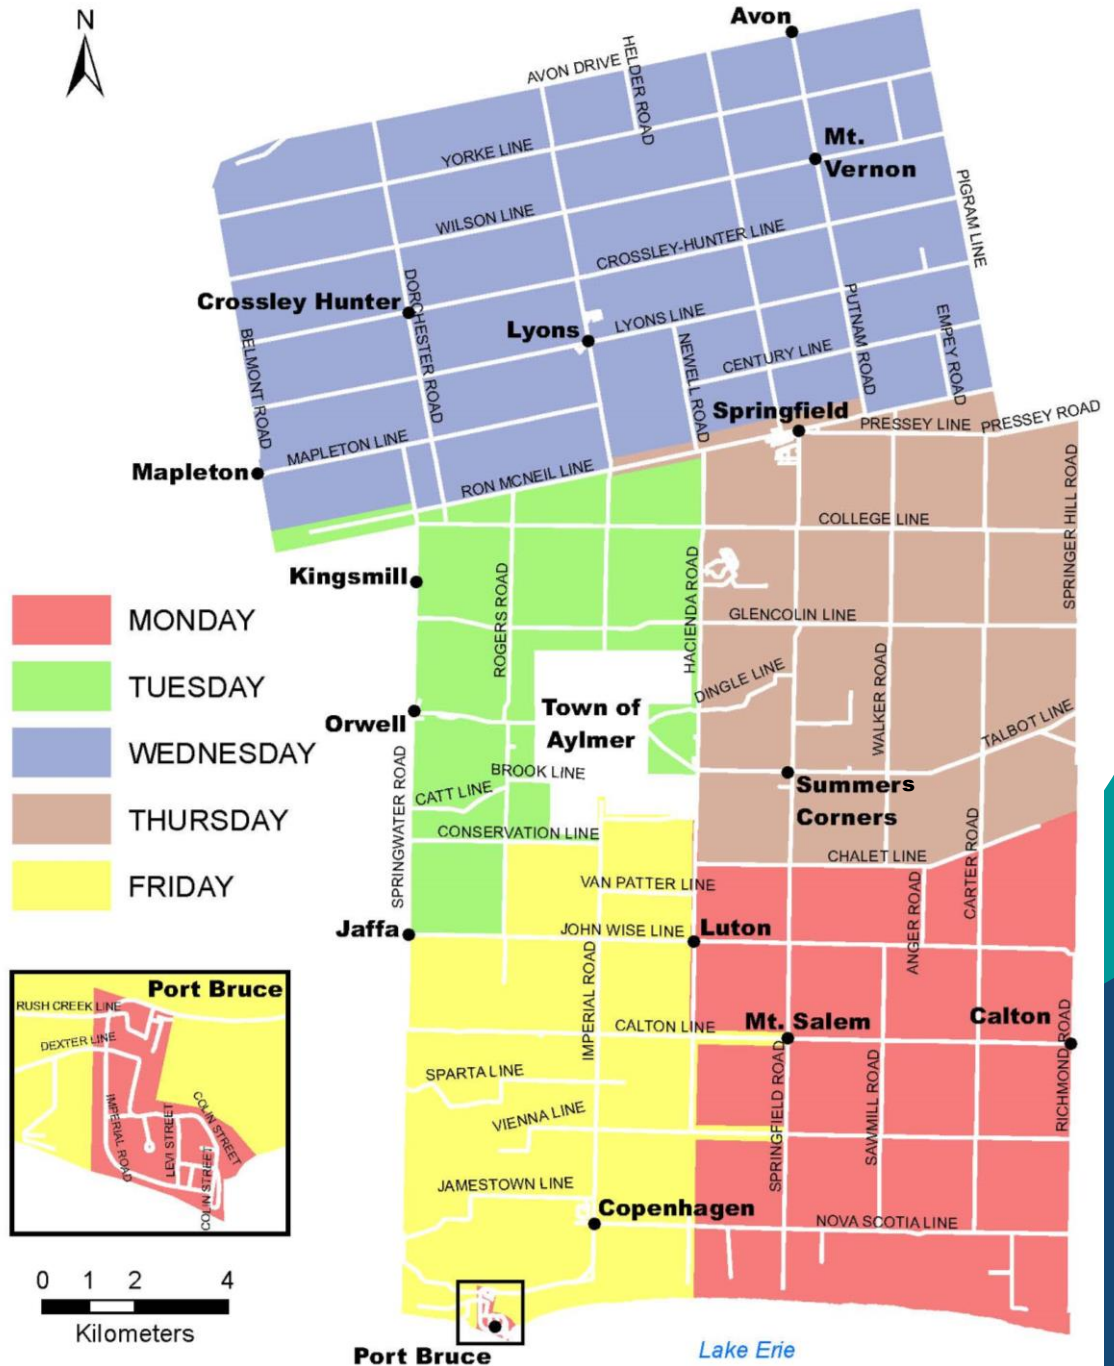 N
Avon
AVON DRIVE
HELDER ROAD
YORKE LINE
Mt.
Vernon
WILSON LINE
PIGRAM LINE
CROSSLEY-HUNTER LINE
Crossley Hunter
DORCHESTER ROAD
Lyons
LYONS LINE
PUTNAM ROAD
BELMONT ROAD
NEWELL ROAD
CENTURY LINE
EMPEY ROAD
Springfield
PRESSEY LINE
PRESSEY ROAD
MAPLETON LINE
Mapleton
RON MCNEIL LINE
SPRINGER HILL ROAD
COLLEGE LINE
Kingsmill
ROGERS ROAD
HACIENDA ROAD
GLENCOLIN LINE
MONDAY
TUESDAY
WEDNESDAY
THURSDAY
FRIDAY
DINGLE LINE
WALKER ROAD
Orwell
Town of
Aylmer
TALBOT LINE
BROOK LINE
CATT LINE
SPRINGWATER ROAD
Summers
Corners
CONSERVATION LINE
CHALET LINE
CARTER ROAD
VAN PATTER LINE
ANGER ROAD
Jaffa
JOHN WISE LINE
Luton
IMPERIAL ROAD
CALTON LINE
Mt. Salem
Calton
RICHMOND ROAD
SPARTA LINE
VIENNA LINE
SPRINGFIELD ROAD
SAWMILL ROAD
JAMESTOWN LINE
Copenhagen
NOVA SCOTIA LINE
Port Bruce
RUSH CREEK LINE
DEXTER LINE
IMPERIAL ROAD
LEVI STREET
COLIN STREET
COLIN STREET
0 1 2 4
Kilometers
Port Bruce
Lake Erie